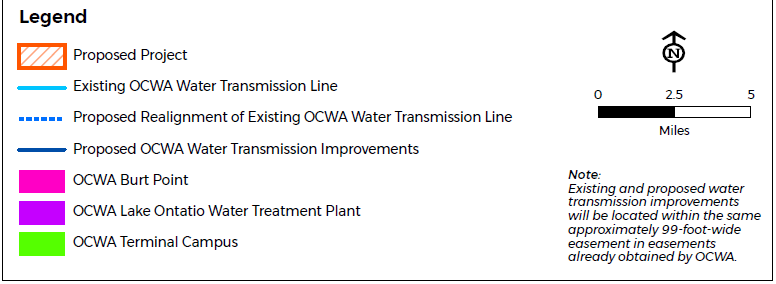 Legend
Proposed Project
Existing OCWA Water Transmission Line
Proposed Realignment of Existing OCWA Water Transmission Line
Proposed OCWA Water Transmission Improvements
OCWA Burt Point
OCWA Lake Ontatio Water Treatment Plant
OCWA Terminal Campus
N
0 2.5 5
Miles
Note:
Existing and proposed water
transmission improvements
will be located within the same
approximately 99-foot-wide
easement in easements
already obtained by OCWA.